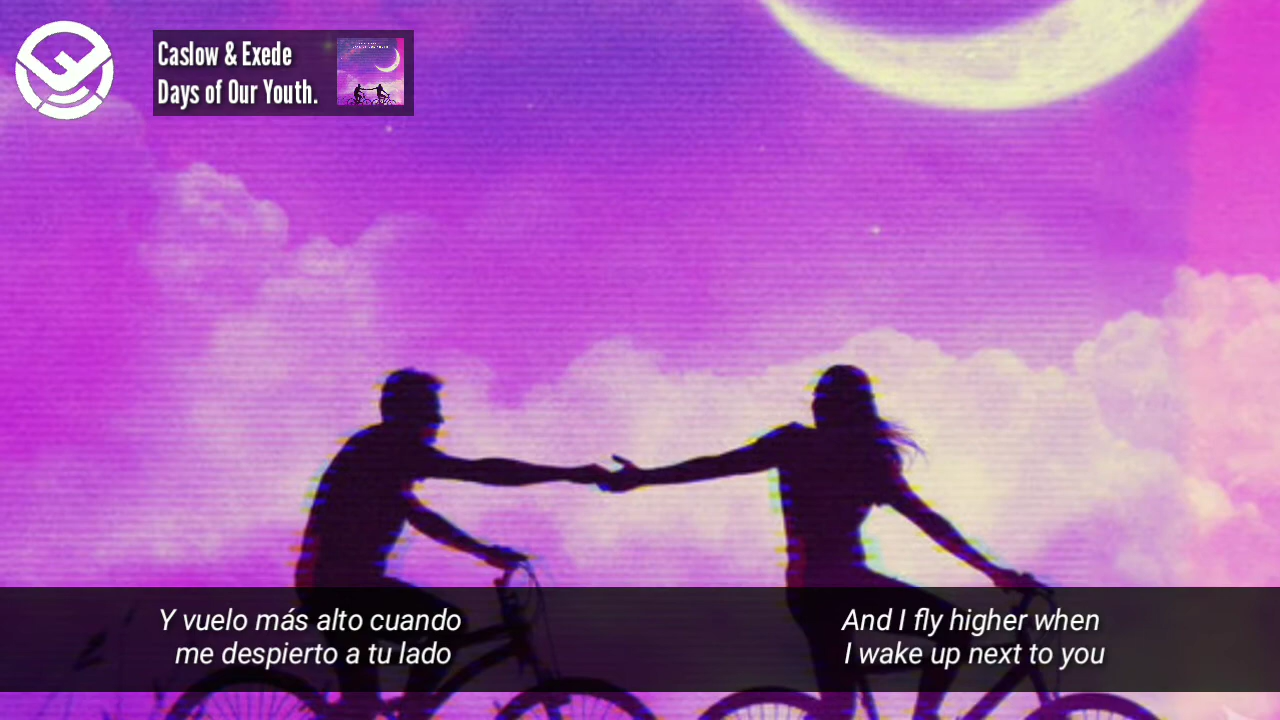 Caslow & Exede
Days of Our Youth.
Y vuelo más alto cuando
me despierto a tu lado
And I fly higher when
I wake up next to you